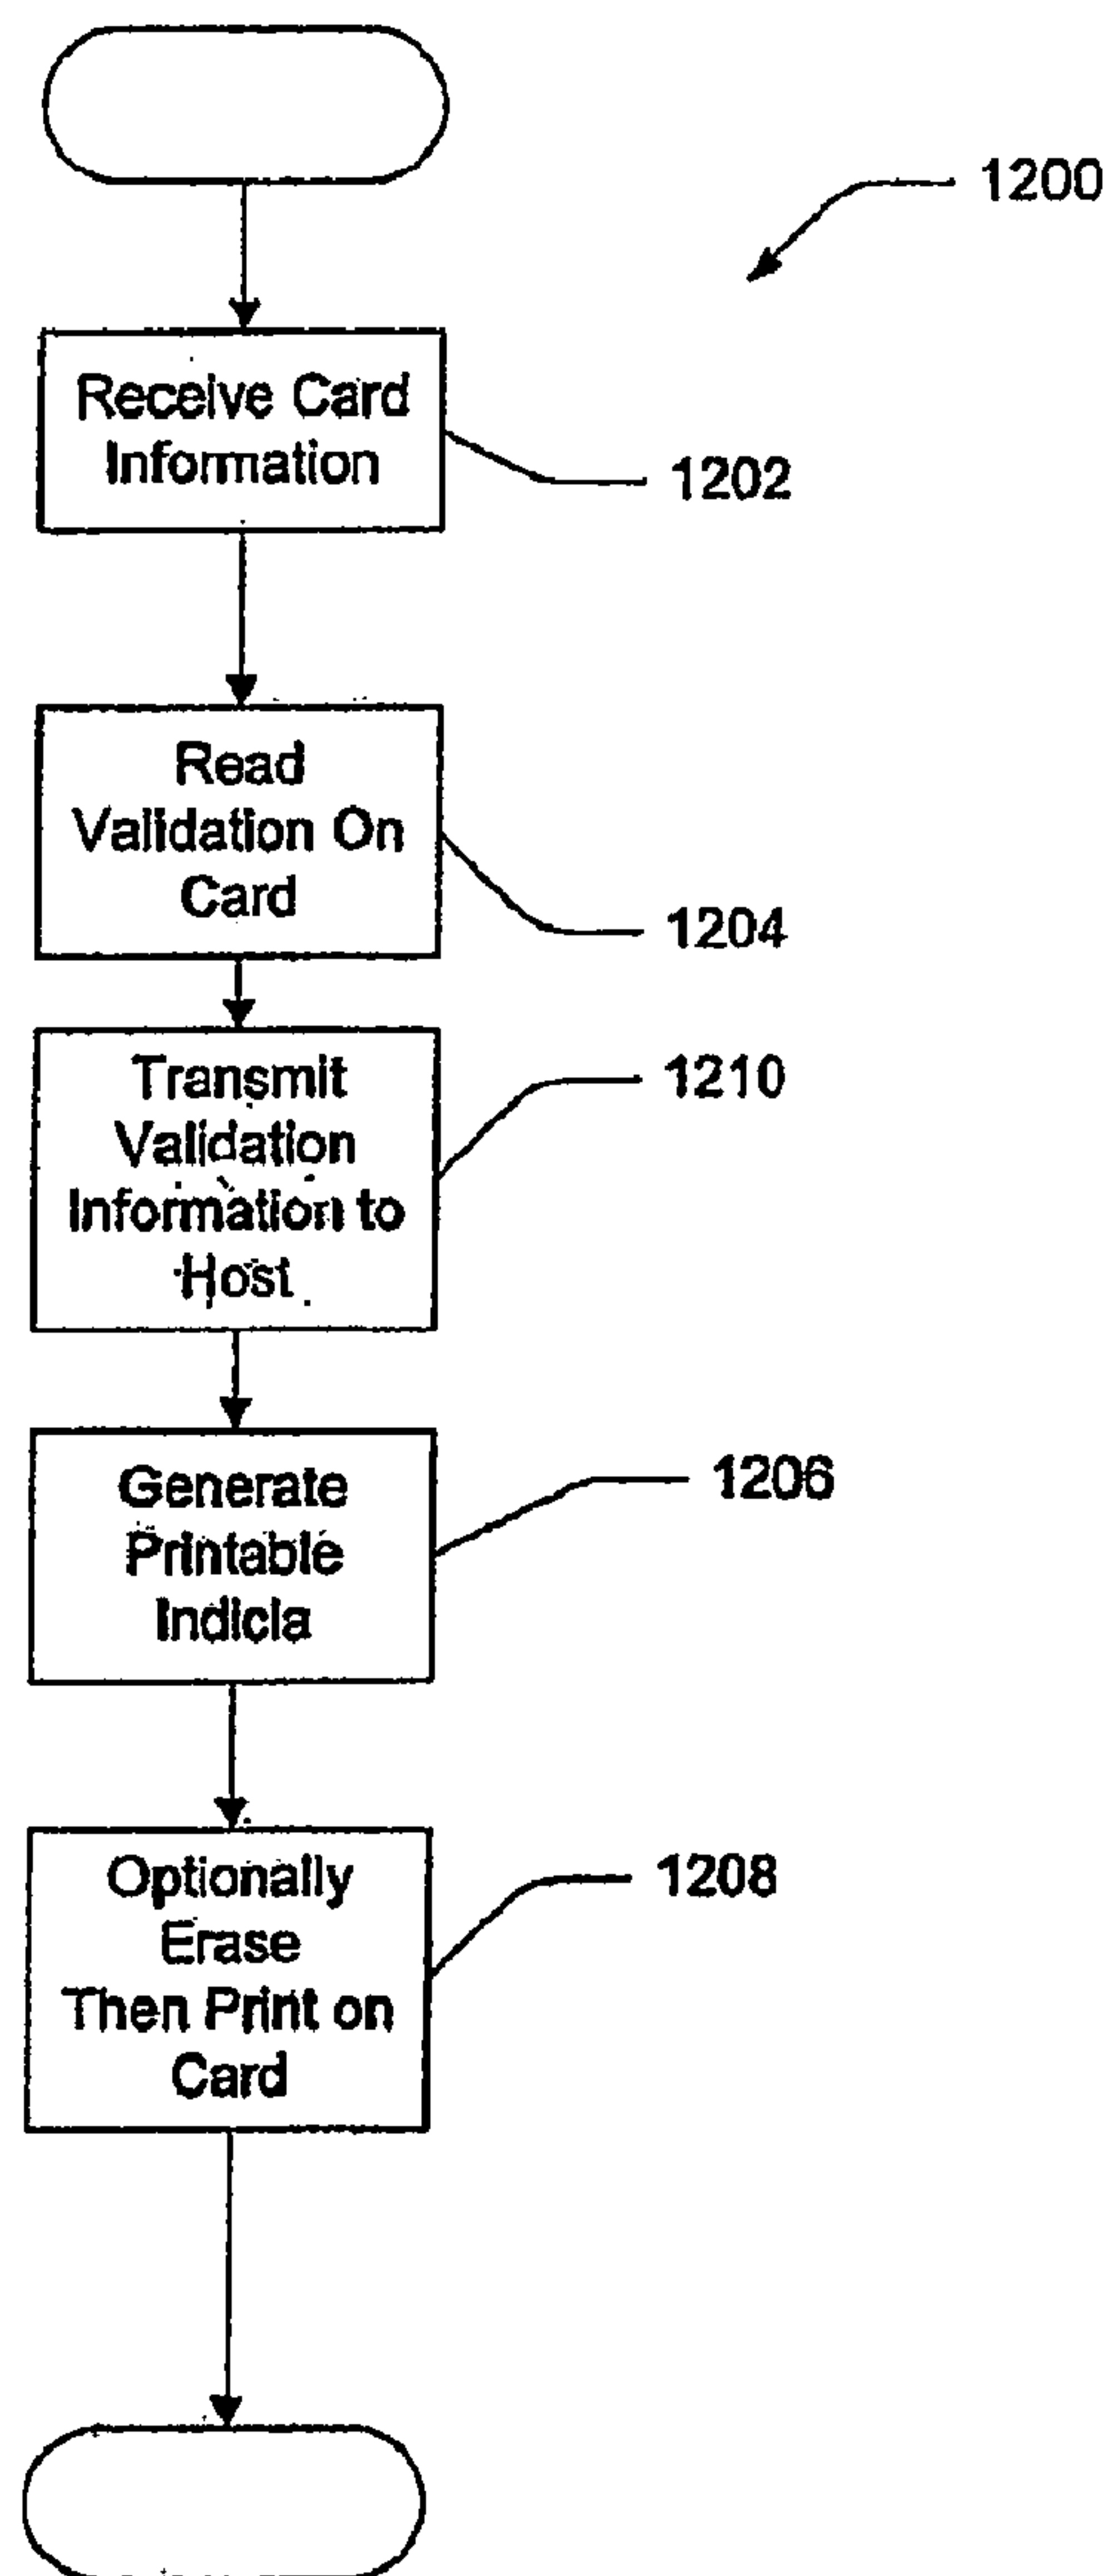 1200
Receive Card
Information
1202
Read
Validation On
Card
1204
Transmit
Validation
Information to
Host
1210
Generate
Printable
Indicia
1206
Optionally
Erase
Then Print on
Card
1208